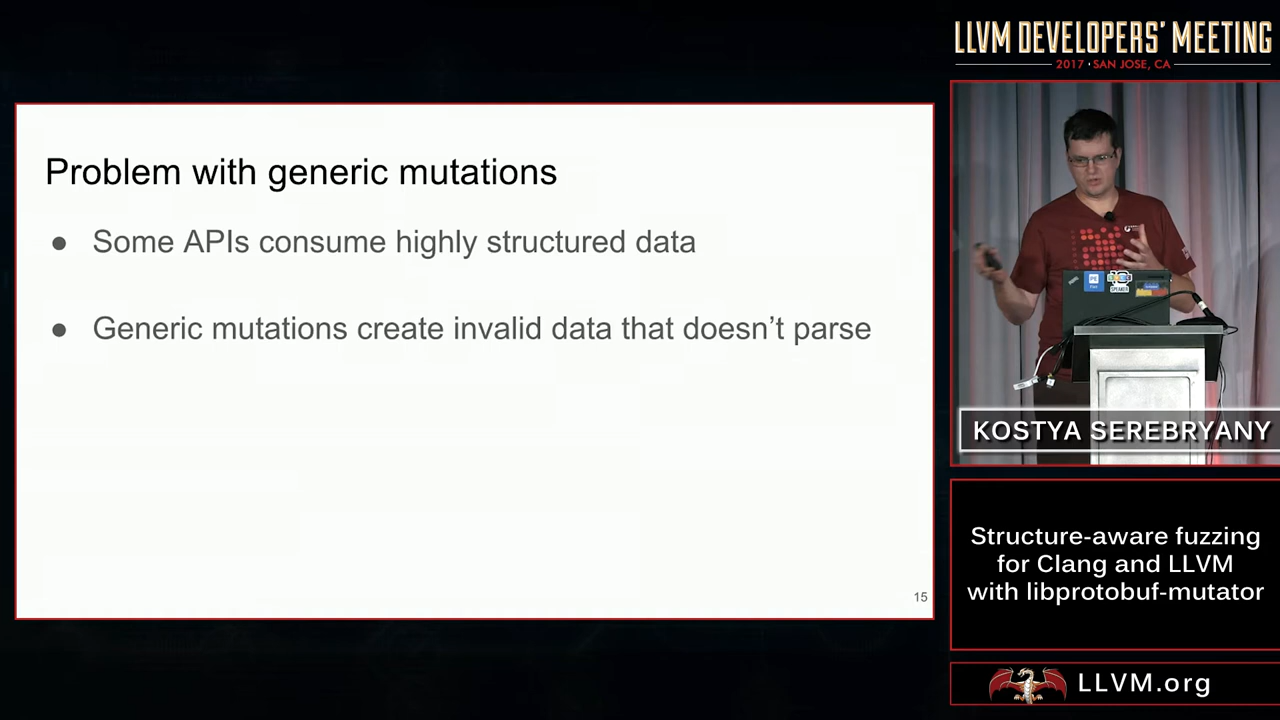 LLVM DEVELOPERS' MEETING
2017 · SAN JOSE, CA
Problem with generic mutations
● Some APIs consume highly structured data
● Generic mutations create invalid data that doesn't parse
15
KOSTYA SEREBRYANY
Structure-aware fuzzing
for Clang and LLVM
with libprotobuf-mutator
LLVM.org